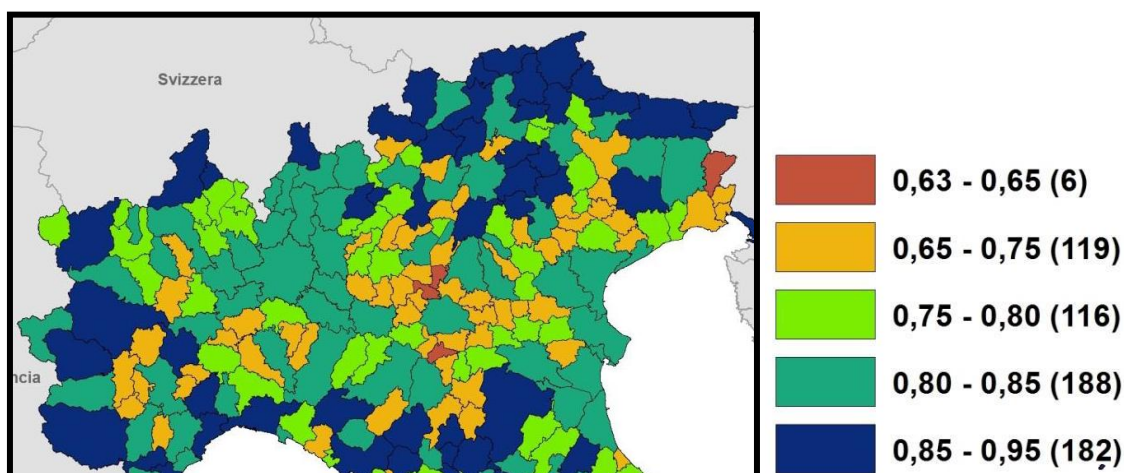 Svizzera
ncia
0,63 - 0,65 (6)
0,65 - 0,75 (119)
0,75 - 0,80 (116)
0,80 - 0,85 (188)
0,85 - 0,95 (182)